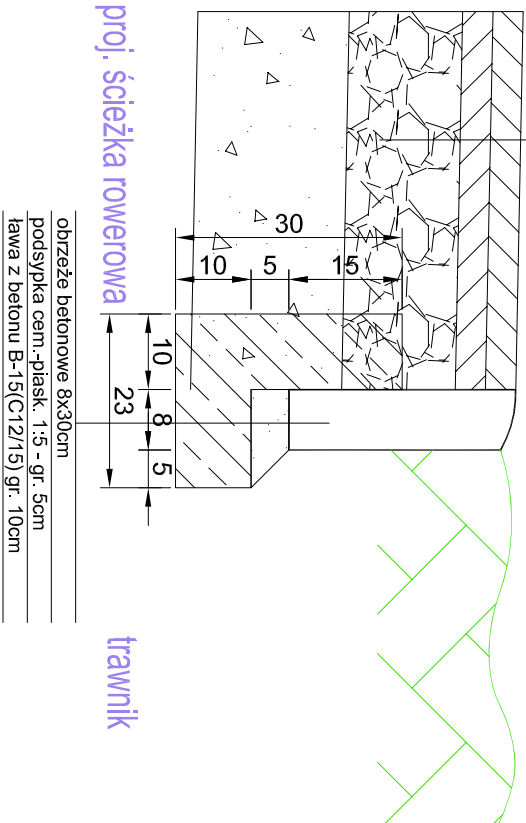 30
10 5 15
10 8 5
23
proj. ścieżka rowerowa
trawnik
obrzeże betonowe 8x30cm
podsypka cem.-piask. 1:5 - gr. 5cm
ława z betonu B-15(C12/15) gr. 10cm